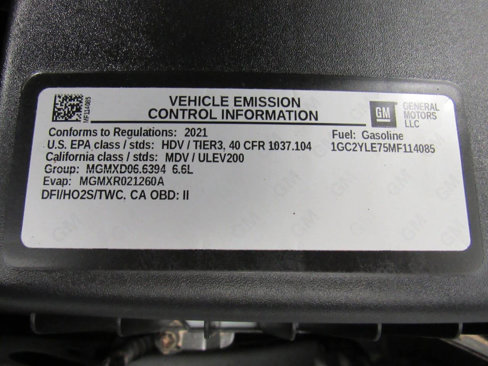 MF114085
VEHICLE EMISSION
CONTROL INFORMATION
GM
GENERAL
MOTORS
LLC
Conforms to Regulations: 2021
Fuel: Gasoline
U.S. EPA class / stds: HDV / TIER3, 40 CFR 1037.104
1GC2YLE75MF114085
California class / stds: MDV / ULEV200
Group: MGMXD06.6394 6.6L
Evap: MGMXR021260A
DFI/HO2S/TWC, CA OBD: II